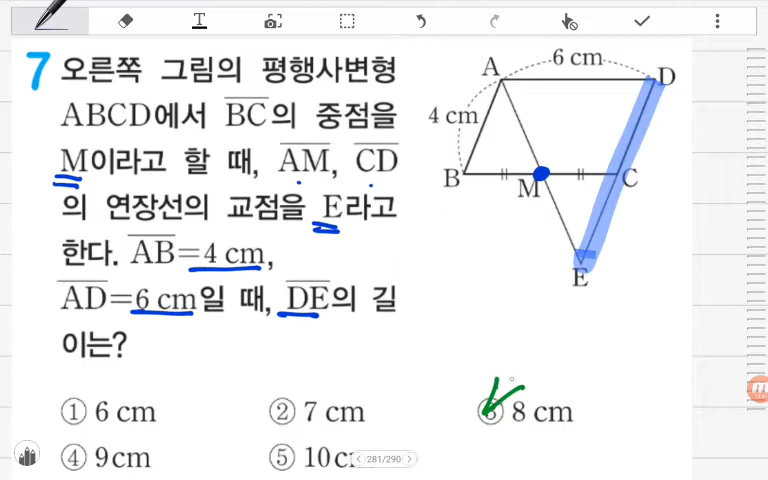 T
7 오른쪽 그림의 평행사변형
ABCD에서 BC의 중점을
M이라고 할 때, AM, CD
의 연장선의 교점을 E라고
한다. AB=4 cm,
AD=6 cm일 때, DE의 길
이는?
A
6 cm
D
4 cm
B
M
C
E
① 6 cm
② 7 cm
③ 8 cm
④ 9cm
⑤ 10c
281/290